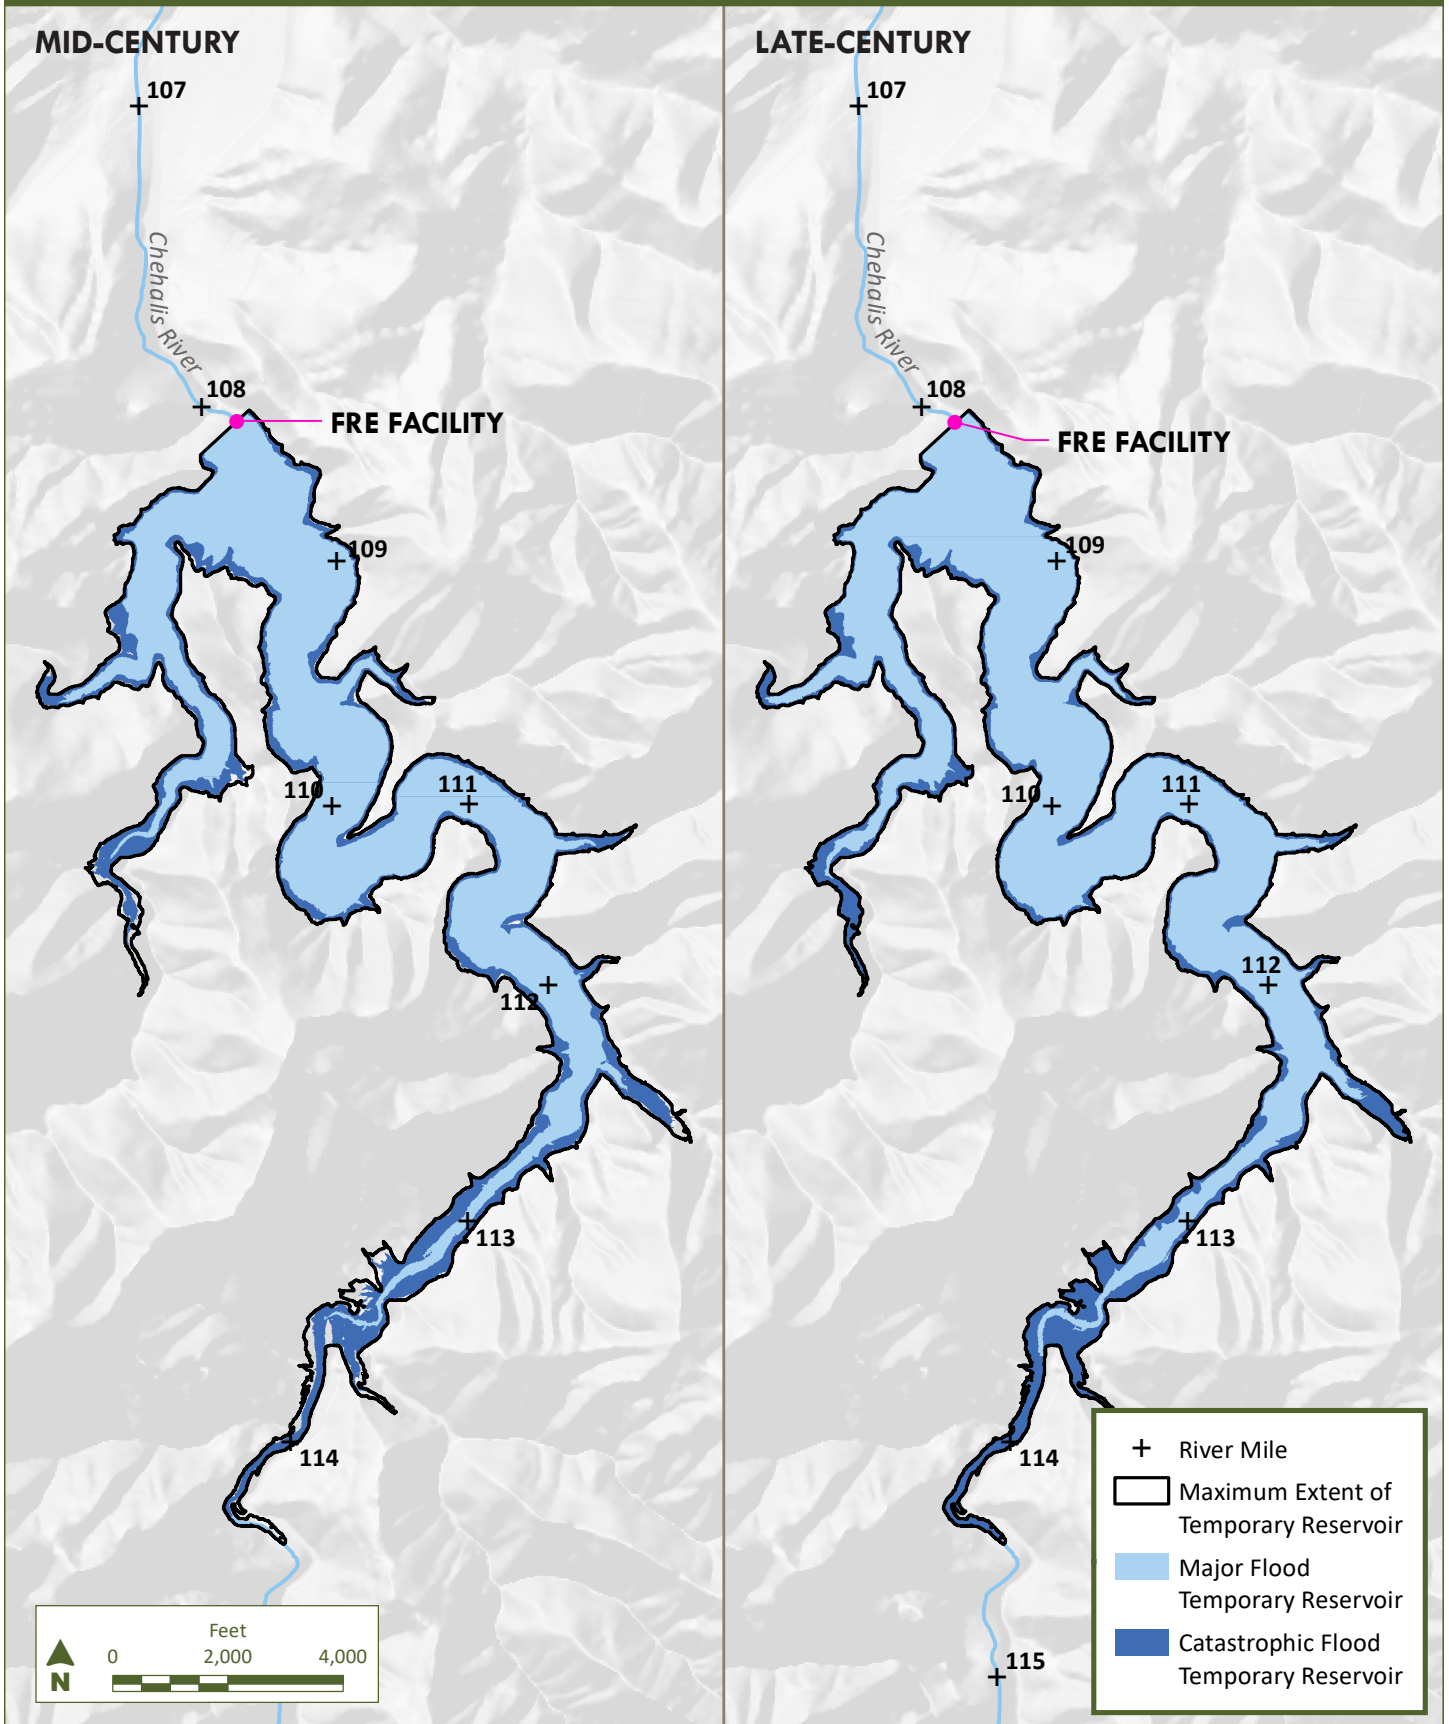 MID-CENTURY
107
Chehalis River
108
FRE FACILITY
109
110
111
112
113
114
Feet
0 2,000 4,000
N
LATE-CENTURY
107
Chehalis River
108
FRE FACILITY
109
110
111
112
113
114
115
River Mile
Maximum Extent of
Temporary Reservoir
Major Flood
Temporary Reservoir
Catastrophic Flood
Temporary Reservoir